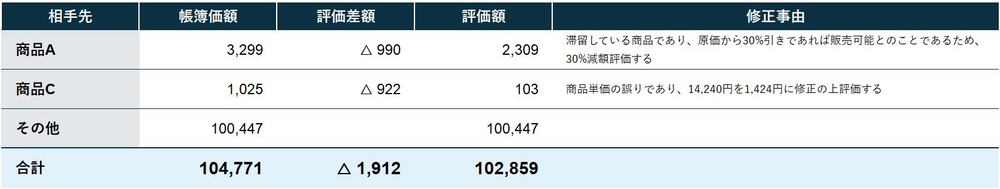 相手先 帳簿価額 評価差額 評価額 修正事由
商品A 3,299 △ 990 2,309 滞留している商品であり、原価から30%引きであれば販売可能とのことであるため、
30%減額評価する
商品C 1,025 △ 922 103 商品単価の誤りであり、14,240円を1,424円に修正の上評価する
その他 100,447 100,447
合計 104,771 △ 1,912 102,859